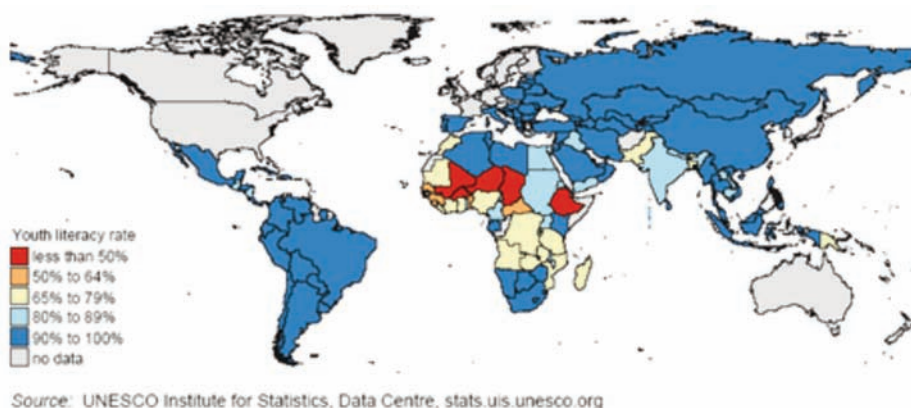 Youth literacy rate
less than 50%
50% to 64%
65% to 79%
80% to 89%
90% to 100%
no data
Source: UNESCO Institute for Statistics, Data Centre, stats.uis.unesco.org